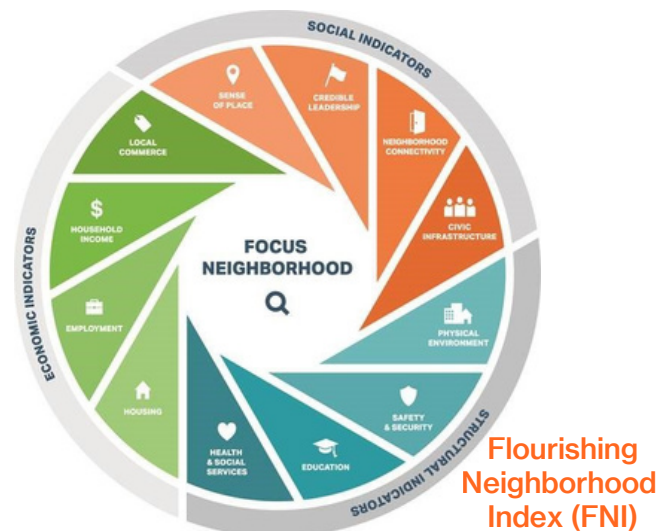 SOCIAL INDICATORS
SENSE
OF PLACE
CREDIBLE
LEADERSHIP
NEIGHBORHOOD
CONNECTIVITY
CIVIC
INFRASTRUCTURE
PHYSICAL
ENVIRONMENT
SAFETY
& SECURITY
EDUCATION
HEALTH
& SOCIAL
SERVICES
STRUCTURAL INDICATORS
HOUSING
EMPLOYMENT
$
HOUSEHOLD
INCOME
LOCAL
COMMERCE
ECONOMIC INDICATORS
FOCUS
NEIGHBORHOOD
Flourishing
Neighborhood
Index (FNI)